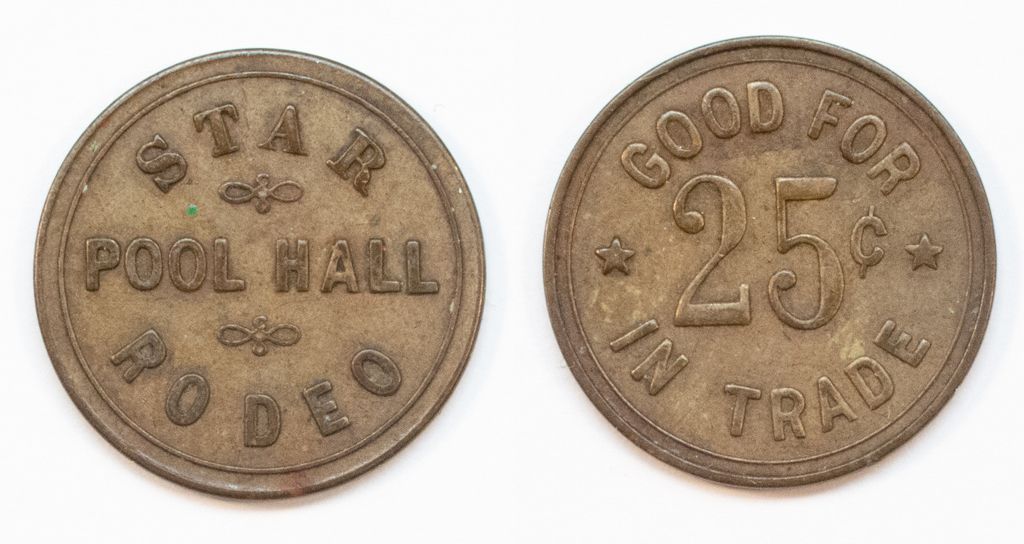 STAR
POOL HALL
RODEO
GOOD FOR
25¢
IN TRADE